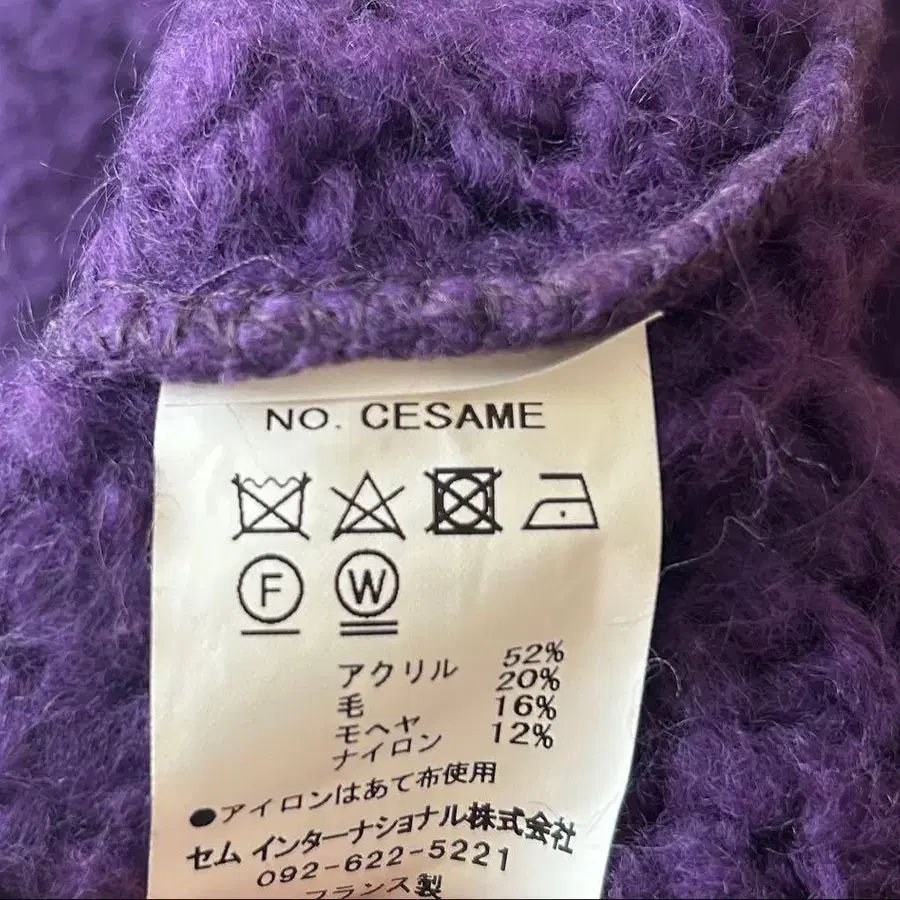 NO. CESAME
F W
アクリル 52%
毛 20%
モヘヤ 16%
ナイロン 12%
●アイロンはあて布使用
セム インターナショナル株式会社
092-622-5221
フランス製